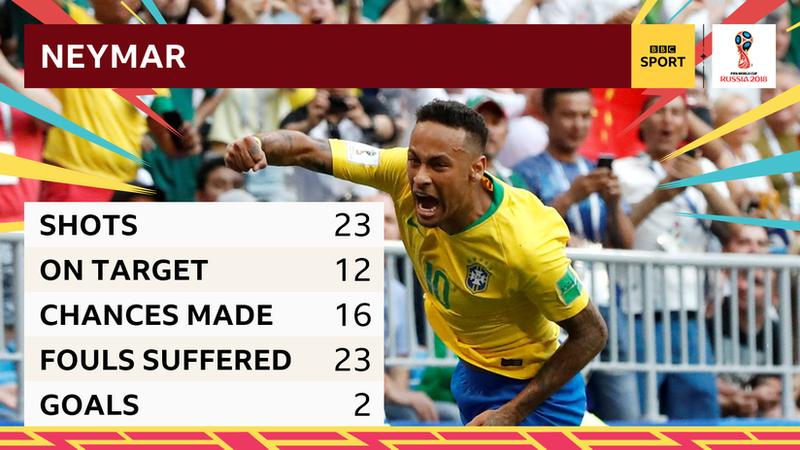 NEYMAR
BBC
SPORT
FIFA WORLD CUP
RUSSIA 2018
SHOTS 23
ON TARGET 12
CHANCES MADE 16
FOULS SUFFERED 23
GOALS 2
10